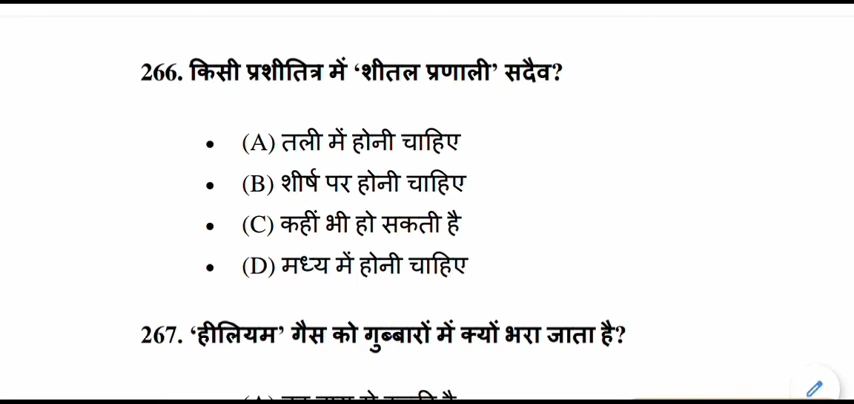 266. किसी प्रशीतित्र में ‘शीतल प्रणाली’ सदैव?
• (A) तली में होनी चाहिए
• (B) शीर्ष पर होनी चाहिए
• (C) कहीं भी हो सकती है
• (D) मध्य में होनी चाहिए
267. ‘हीलियम’ गैस को गुब्बारों में क्यों भरा जाता है?